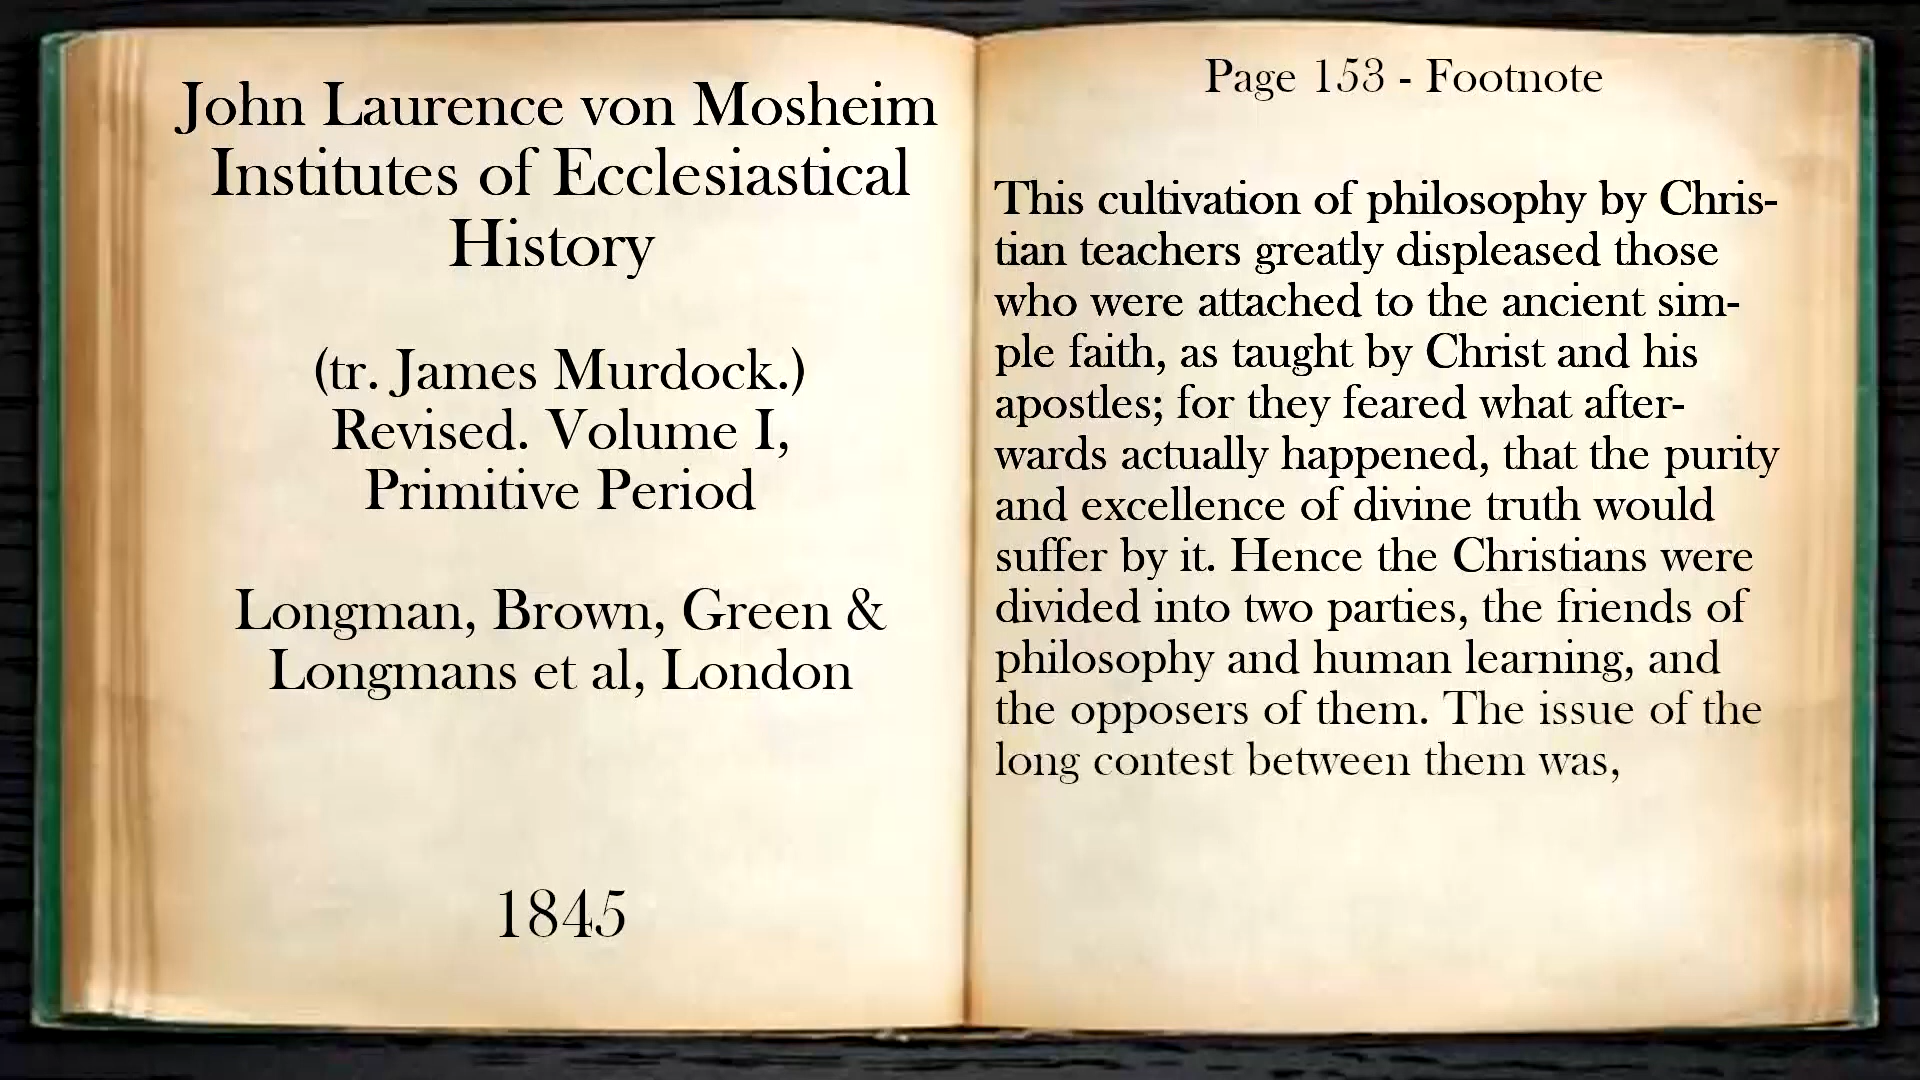 John Laurence von Mosheim
Institutes of Ecclesiastical
History
(tr. James Murdock.)
Revised. Volume I,
Primitive Period
Longman, Brown, Green &
Longmans et al, London
1845
Page 153 - Footnote
This cultivation of philosophy by Chris-
tian teachers greatly displeased those
who were attached to the ancient sim-
ple faith, as taught by Christ and his
apostles; for they feared what after-
wards actually happened, that the purity
and excellence of divine truth would
suffer by it. Hence the Christians were
divided into two parties, the friends of
philosophy and human learning, and
the opposers of them. The issue of the
long contest between them was,